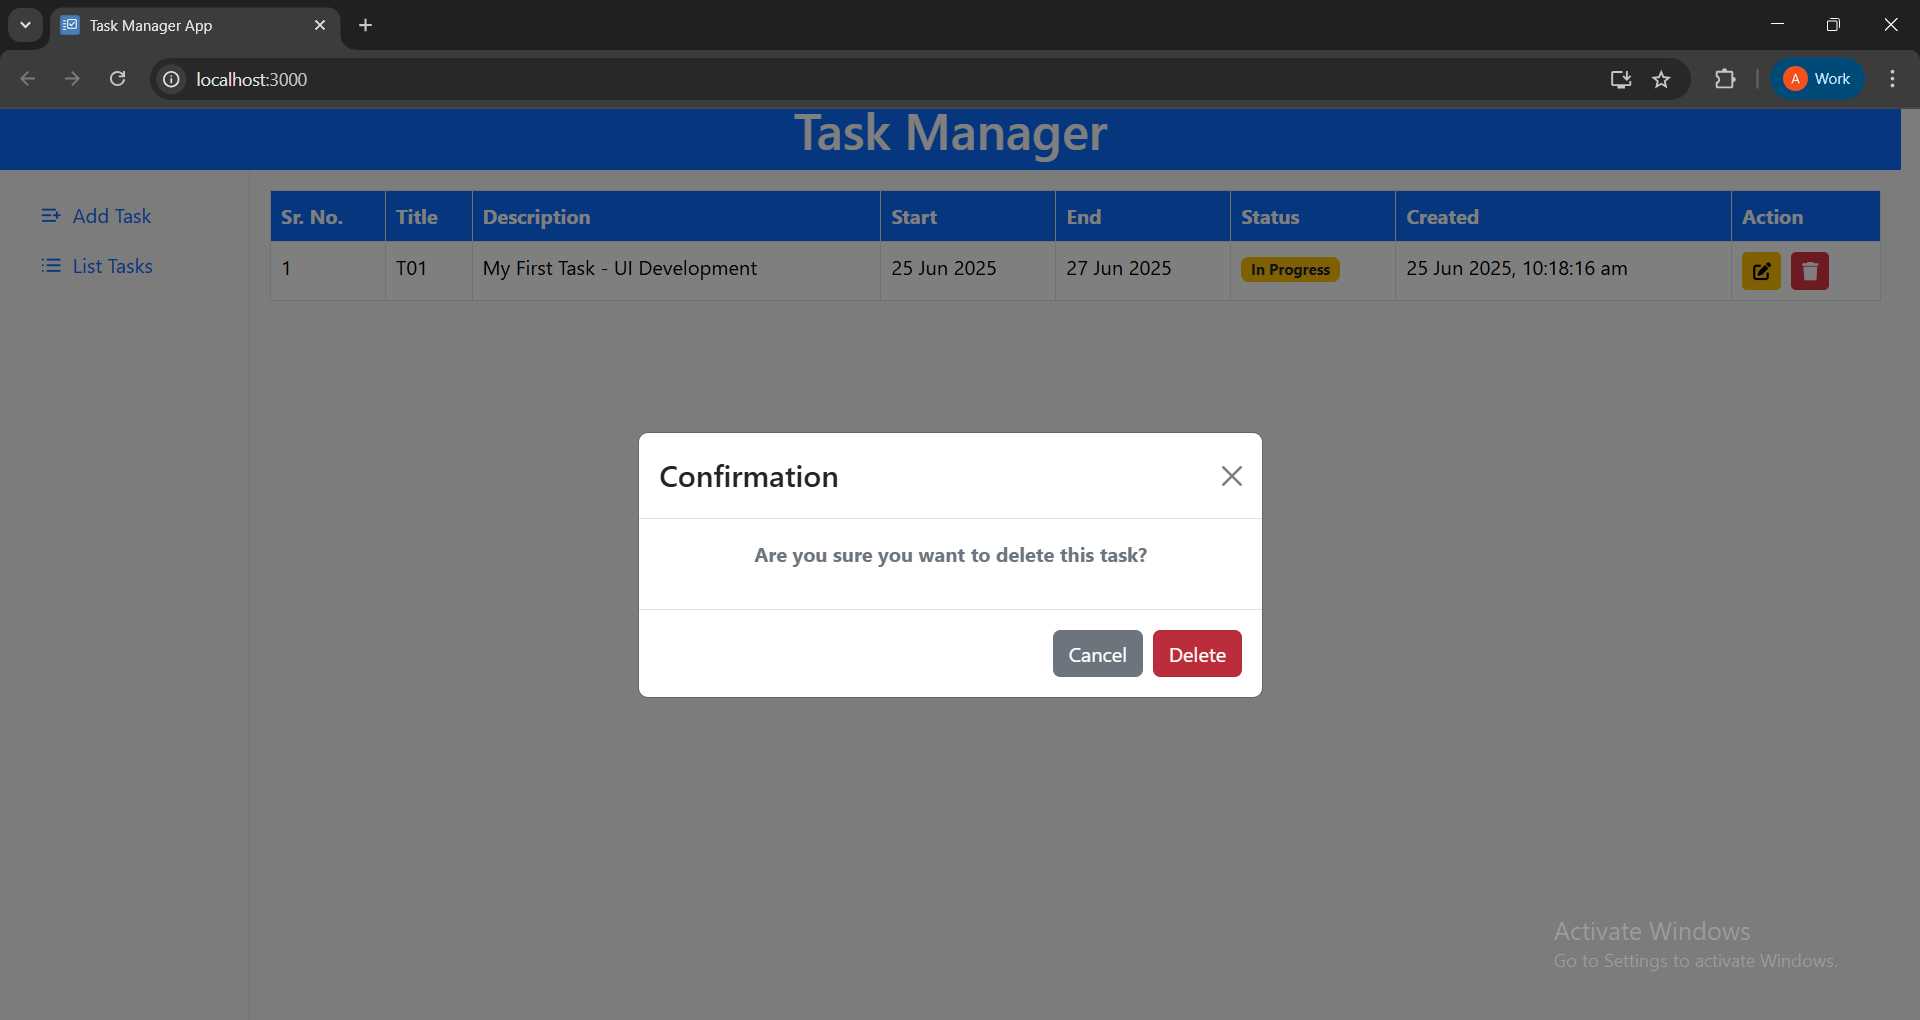 Task Manager App
localhost:3000
A Work
Task Manager
Add Task
List Tasks
Sr. No. Title Description Start End Status Created Action
1 T01 My First Task - UI Development 25 Jun 2025 27 Jun 2025 In Progress 25 Jun 2025, 10:18:16 am
Confirmation
Are you sure you want to delete this task?
Cancel Delete
Activate Windows
Go to Settings to activate Windows.